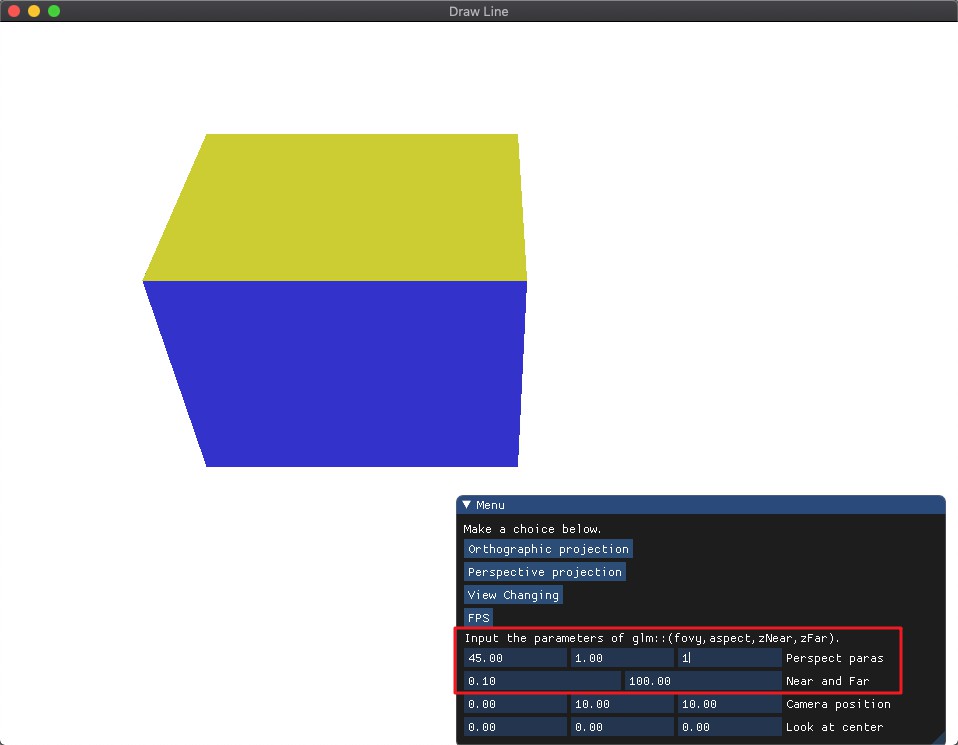 Draw Line
Menu
Make a choice below.
Orthographic projection
Perspective projection
View Changing
FPS
Input the parameters of glm::(fovy,aspect,zNear,zFar).
45.00 1.00 1 Perspect paras
0.10 100.00 Near and Far
0.00 10.00 10.00 Camera position
0.00 0.00 0.00 Look at center